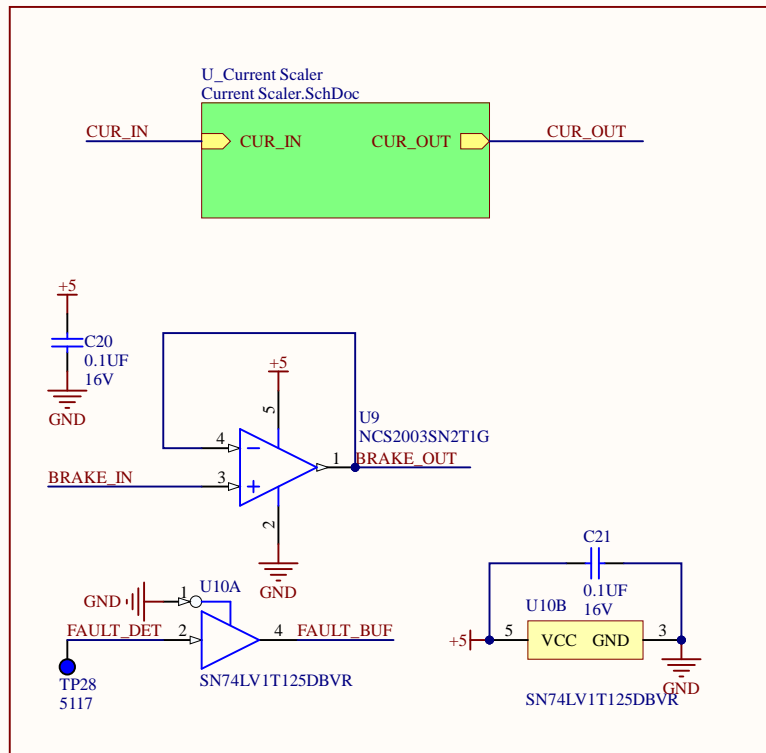 U_Current Scaler
Current Scaler.SchDoc
CUR_IN
CUR_IN
CUR_OUT
CUR_OUT
+5
C20
0.1UF
16V
GND
+5
5
U9
NCS2003SN2T1G
4
1
BRAKE_OUT
BRAKE_IN
3
2
GND
C21
0.1UF
16V
GND
1
U10A
FAULT_DET
2
4
FAULT_BUF
SN74LV1T125DBVR
TP28
5117
U10B
+5
5
VCC
GND
3
GND
SN74LV1T125DBVR